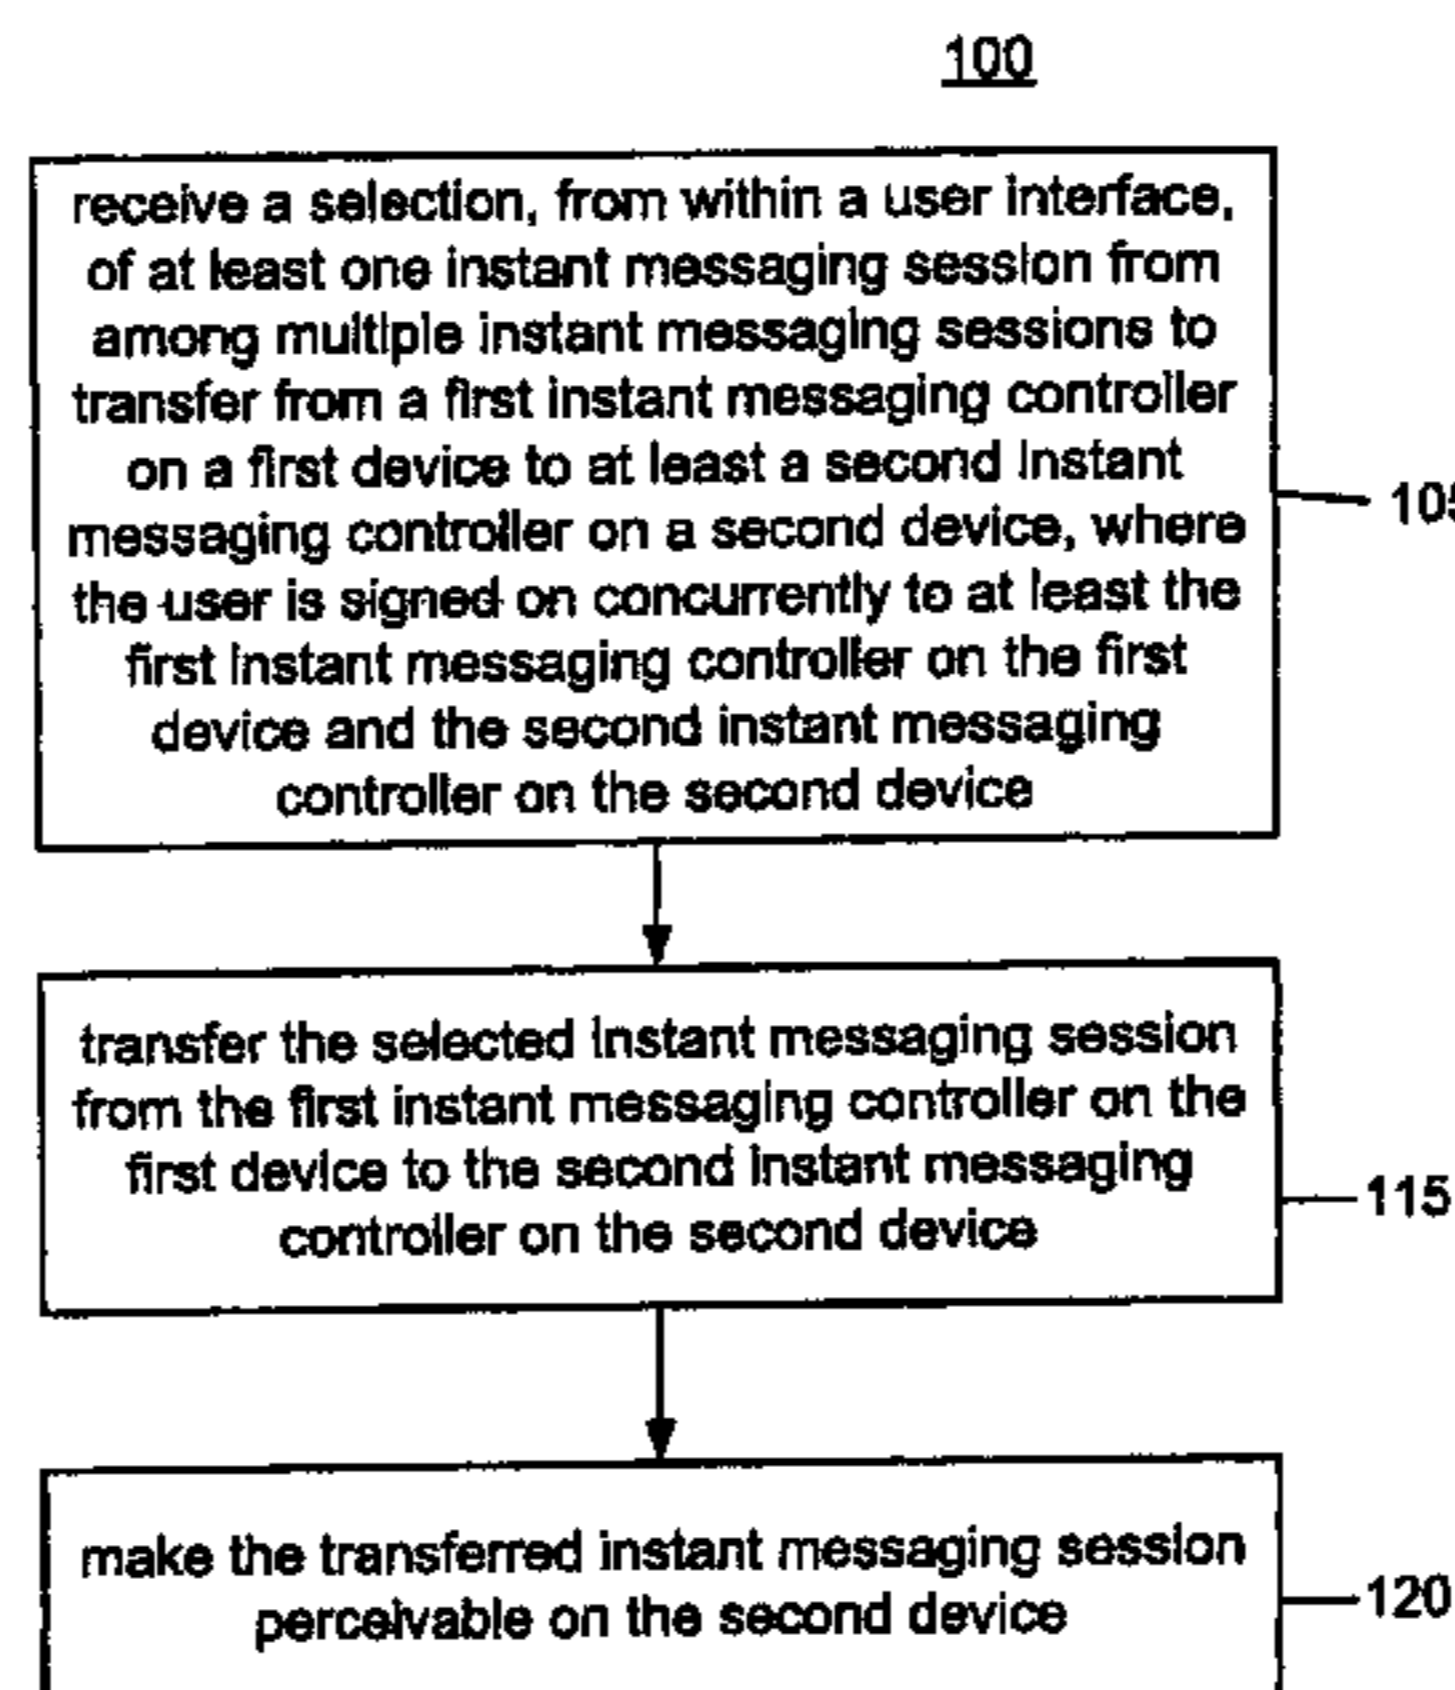 100
receive a selection, from within a user interface,
of at least one instant messaging session from
among multiple instant messaging sessions to
transfer from a first instant messaging controller
on a first device to at least a second instant
messaging controller on a second device, where
the user is signed on concurrently to at least the
first instant messaging controller on the first
device and the second instant messaging
controller on the second device
105
transfer the selected instant messaging session
from the first instant messaging controller on the
first device to the second instant messaging
controller on the second device
115
make the transferred instant messaging session
perceivable on the second device
120